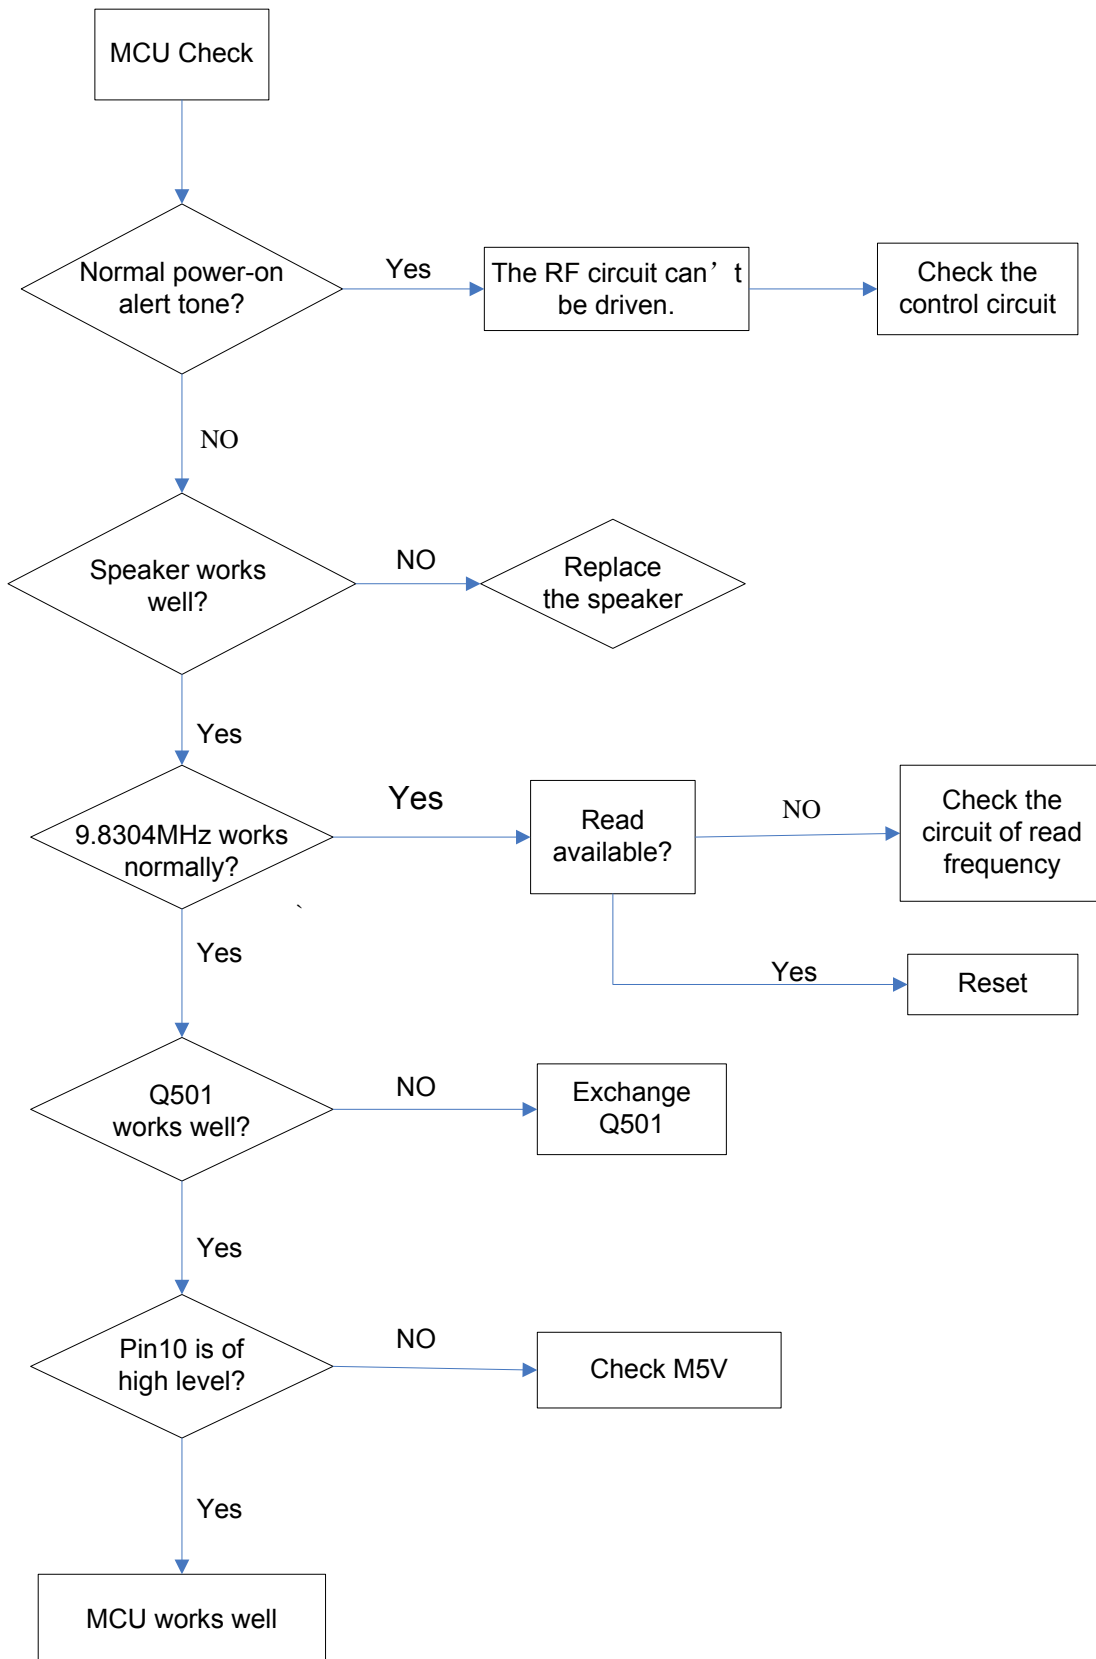 MCU Check
Normal power-on
alert tone?
Yes
The RF circuit can’t
be driven.
Check the
control circuit
NO
Speaker works
well?
NO
Replace
the speaker
Yes
9.8304MHz works
normally?
Yes
Read
available?
NO
Check the
circuit of read
frequency
`
Yes
Yes
Reset
Q501
works well?
NO
Exchange
Q501
Yes
Pin10 is of
high level?
NO
Check M5V
Yes
MCU works well